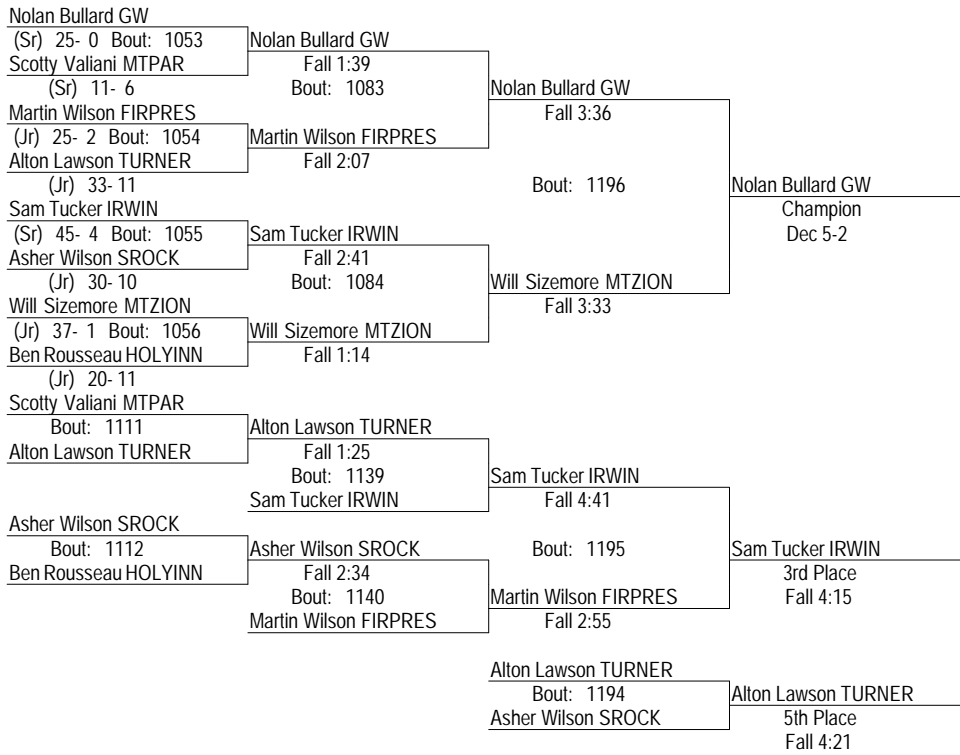 Nolan Bullard GW
(Sr) 25- 0 Bout: 1053 Nolan Bullard GW
Scotty Valiani MTPAR Fall 1:39
(Sr) 11- 6 Bout: 1083 Nolan Bullard GW
Martin Wilson FIRPRES Fall 3:36
(Jr) 25- 2 Bout: 1054 Martin Wilson FIRPRES
Alton Lawson TURNER Fall 2:07
(Jr) 33- 11 Bout: 1196 Nolan Bullard GW
Sam Tucker IRWIN Champion
(Sr) 45- 4 Bout: 1055 Sam Tucker IRWIN Dec 5-2
Asher Wilson SROCK Fall 2:41
(Jr) 30- 10 Bout: 1084 Will Sizemore MTZION
Will Sizemore MTZION Fall 3:33
(Jr) 37- 1 Bout: 1056 Will Sizemore MTZION
Ben Rousseau HOLYINN Fall 1:14
(Jr) 20- 11
Scotty Valiani MTPAR
Bout: 1111 Alton Lawson TURNER
Alton Lawson TURNER Fall 1:25
Bout: 1139 Sam Tucker IRWIN
Sam Tucker IRWIN Fall 4:41
Asher Wilson SROCK
Bout: 1112 Asher Wilson SROCK Bout: 1195 Sam Tucker IRWIN
Ben Rousseau HOLYINN Fall 2:34 3rd Place
Bout: 1140 Martin Wilson FIRPRES Fall 4:15
Martin Wilson FIRPRES Fall 2:55
Alton Lawson TURNER
Bout: 1194 Alton Lawson TURNER
Asher Wilson SROCK 5th Place
Fall 4:21